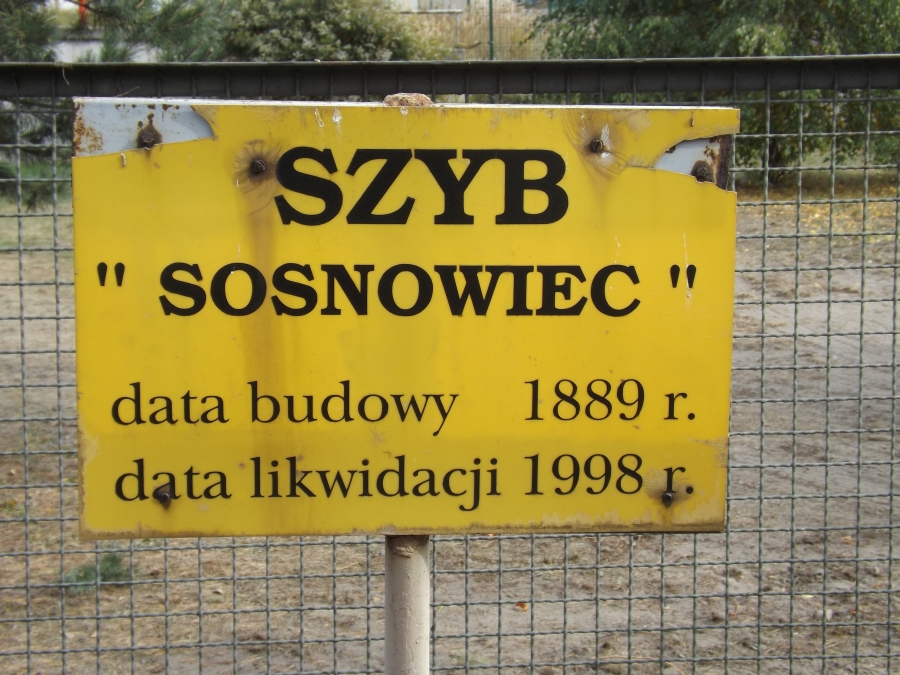 SZYB
" SOSNOWIEC "
data budowy 1889 r.
data likwidacji 1998 r.